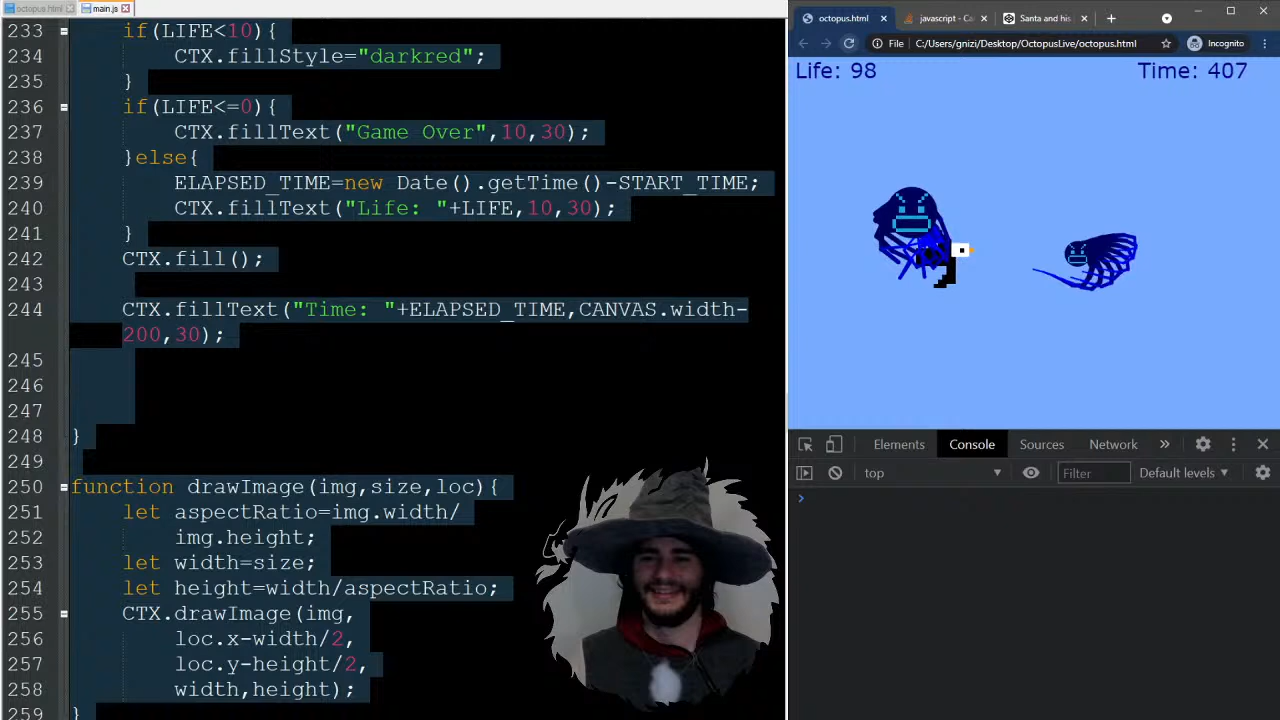 octopus.html
main.js
233 if(LIFE<10){
234 CTX.fillStyle="darkred";
235 }
236 if(LIFE<=0){
237 CTX.fillText("Game Over",10,30);
238 }else{
239 ELAPSED_TIME=new Date().getTime()-START_TIME;
240 CTX.fillText("Life: "+LIFE,10,30);
241 }
242 CTX.fill();
243
244 CTX.fillText("Time: "+ELAPSED_TIME,CANVAS.width-
200,30);
245
246
247
248 }
249
250 function drawImage(img,size,loc){
251 let aspectRatio=img.width/
252 img.height;
253 let width=size;
254 let height=width/aspectRatio;
255 CTX.drawImage(img,
256 loc.x-width/2,
257 loc.y-height/2,
258 width,height);
259 }
octopus.html
javascript - Ca
Santa and his
File C:/Users/gnizi/Desktop/OctopusLive/octopus.html Incognito
Life: 98 Time: 407
Elements Console Sources Network
top Filter Default levels